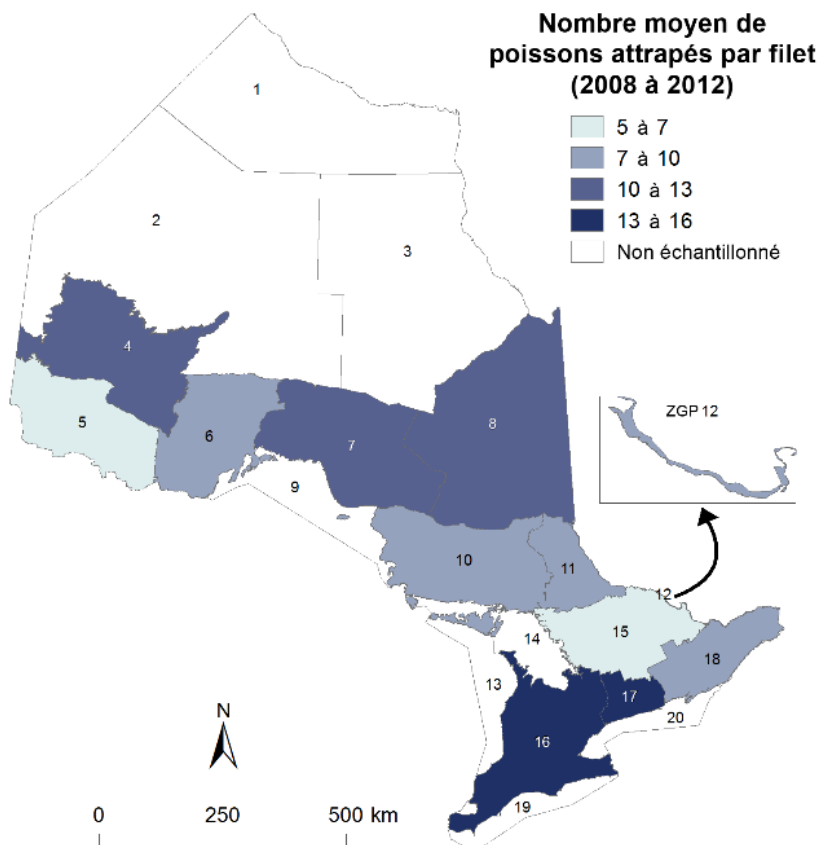 Nombre moyen de
poissons attrapés par filet
(2008 à 2012)
5 à 7
7 à 10
10 à 13
13 à 16
Non échantillonné
1
2
3
4
5
6
7
8
9
10
11
12
ZGP 12
13
14
15
16
17
18
19
20
N
0 250 500 km